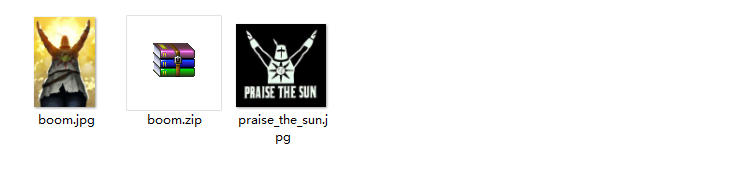 PRAISE THE SUN
boom.jpg
boom.zip
praise_the_sun.j
pg